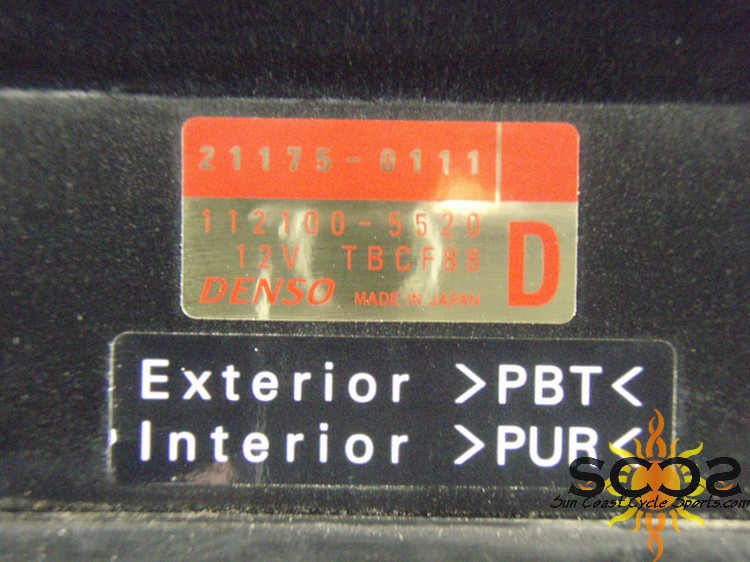 21175-0111
112100-5520
12V TBCF88 D
DENSO MADE IN JAPAN
Exterior >PBT<
Interior >PUR<
SCCS
Sun Coast Cycle Sports.com